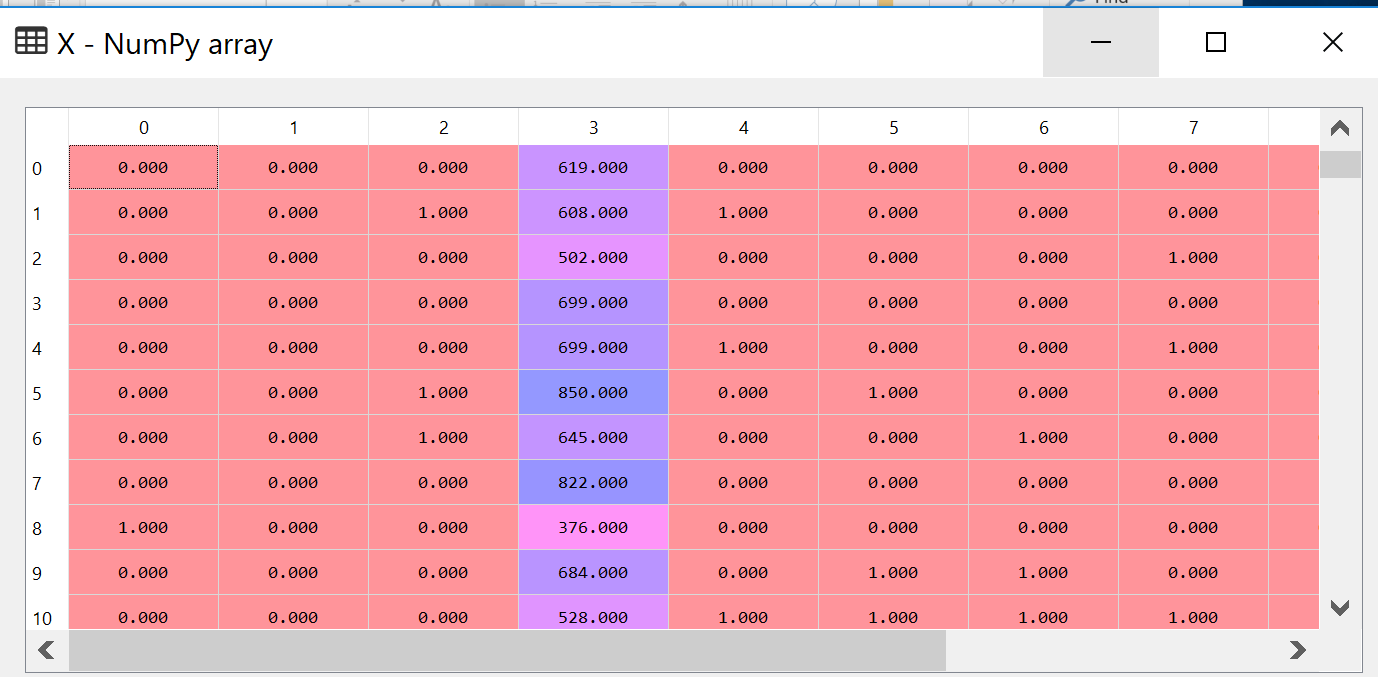 X - NumPy array
0 1 2 3 4 5 6 7
0 0.000 0.000 0.000 619.000 0.000 0.000 0.000 0.000
1 0.000 0.000 1.000 608.000 1.000 0.000 0.000 0.000
2 0.000 0.000 0.000 502.000 0.000 0.000 0.000 1.000
3 0.000 0.000 0.000 699.000 0.000 0.000 0.000 0.000
4 0.000 0.000 0.000 699.000 1.000 0.000 0.000 1.000
5 0.000 0.000 1.000 850.000 0.000 1.000 0.000 0.000
6 0.000 0.000 1.000 645.000 0.000 0.000 1.000 0.000
7 0.000 0.000 0.000 822.000 0.000 0.000 0.000 0.000
8 1.000 0.000 0.000 376.000 0.000 0.000 0.000 0.000
9 0.000 0.000 0.000 684.000 0.000 1.000 1.000 0.000
10 0.000 0.000 0.000 528.000 1.000 1.000 1.000 1.000